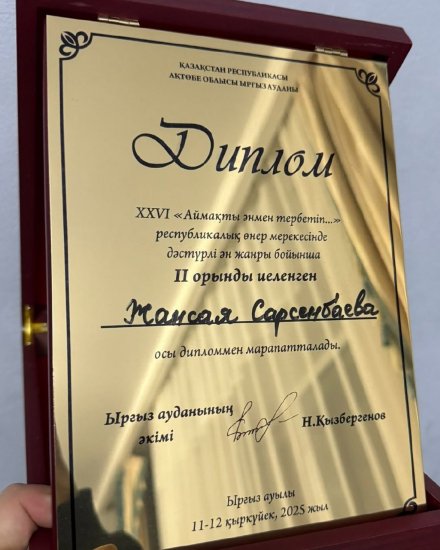 ҚАЗАҚСТАН РЕСПУБЛИКАСЫ
АҚТӨБЕ ОБЛЫСЫ ЫРҒЫЗ АУДАНЫ
Диплом
XXVI «Аймақты әнмен тербетіп...»
республикалық өнер мерекесінде
дәстүрлі ән жанры бойынша
II орынды иеленген
Жансая Сарсенбаева
осы дипломмен марапатталады.
Ырғыз ауданының
әкімі
Н.Қызбергенов
Ырғыз ауылы
11-12 қыркүйек, 2025 жыл